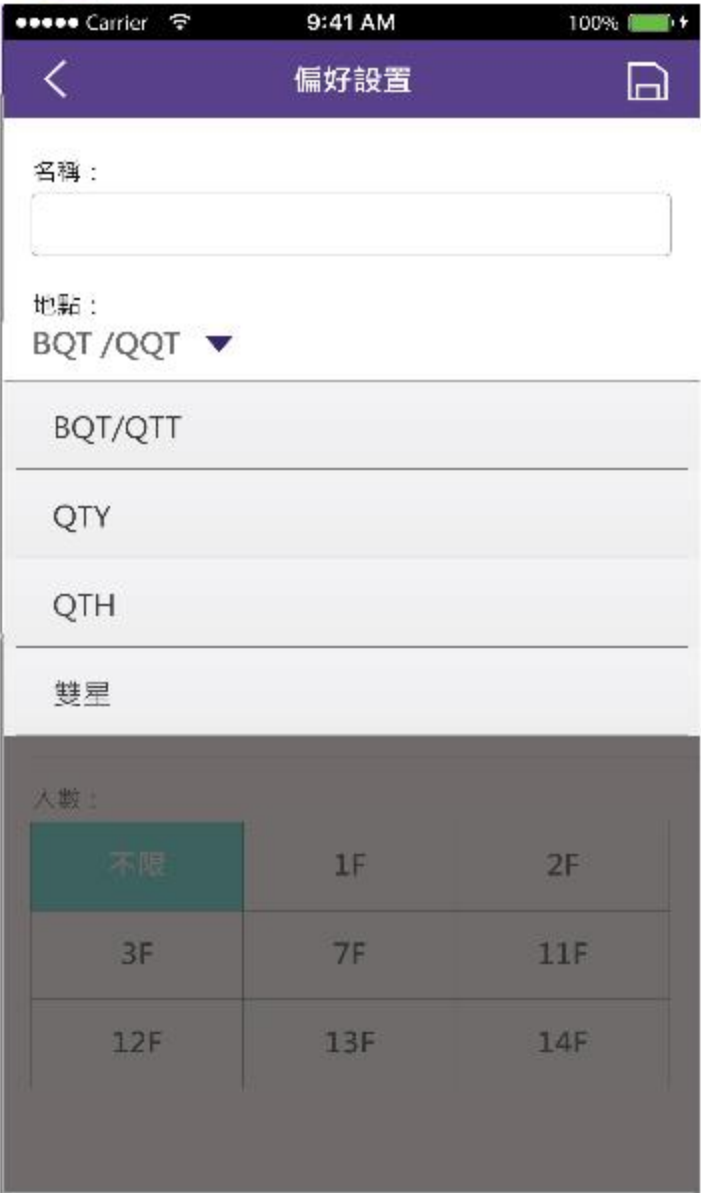 Carrier 9:41 AM 100%
偏好設置
名稱：
地點：
BQT /QQT
BQT/QTT
QTY
QTH
雙星
人數：
不限 1F 2F
3F 7F 11F
12F 13F 14F